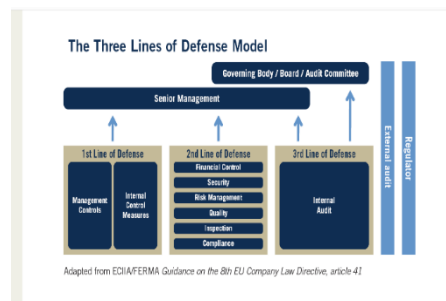 The Three Lines of Defense Model
Governing Body / Board / Audit Committee
Senior Management
1st Line of Defense
Management
Controls
Internal
Control
Measures
2nd Line of Defense
Financial Control
Security
Risk Management
Quality
Inspection
Compliance
3rd Line of Defense
Internal
Audit
External audit
Regulator
Adapted from ECIIA/FERMA Guidance on the 8th EU Company Law Directive, article 41